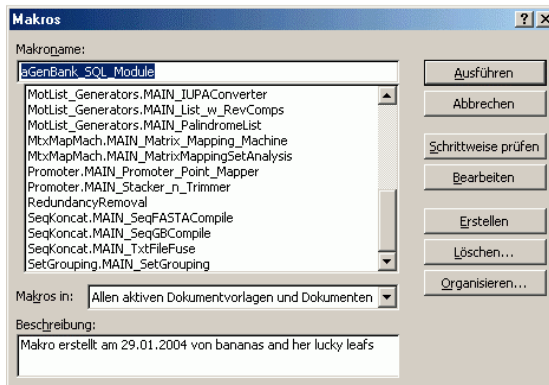 Makros
Makroname:
aGenBank_SQL_Module
MotList_Generators.MAIN_IUPAConverter
MotList_Generators.MAIN_List_w_RevComps
MotList_Generators.MAIN_PalindromeList
MtxMapMach.MAIN_Matrix_Mapping_Machine
MtxMapMach.MAIN_MatrixMappingSetAnalysis
Promoter.MAIN_Promoter_Point_Mapper
Promoter.MAIN_Stacker_n_Trimmer
RedundancyRemoval
SeqKoncat.MAIN_SeqFASTACompile
SeqKoncat.MAIN_SeqGBCompile
SeqKoncat.MAIN_TxtFileFuse
SetGrouping.MAIN_SetGrouping
Makros in: Allen aktiven Dokumentvorlagen und Dokumenten
Beschreibung:
Makro erstellt am 29.01.2004 von bananas and her lucky leafs
Ausführen
Abbrechen
Schrittweise prüfen
Bearbeiten
Erstellen
Löschen...
Organisieren...